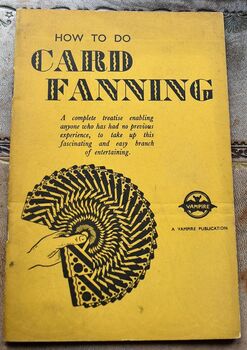 HOW TO DO
CARD
FANNING
A complete treatise enabling
anyone who has had no previous
experience, to take up this
fascinating and easy branch
of entertaining.
VAMPIRE
A VAMPIRE PUBLICATION